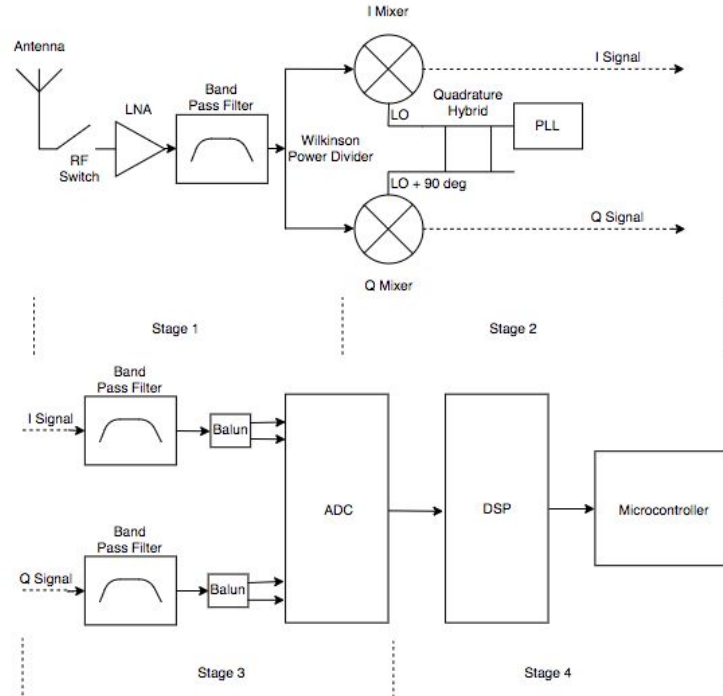 I Mixer
Antenna
I Signal
LNA
Band
Pass Filter
Quadrature
Hybrid
LO
PLL
RF
Switch
Wilkinson
Power Divider
LO + 90 deg
Q Signal
Q Mixer
Stage 1
Stage 2
Band
Pass Filter
I Signal
Balun
ADC
DSP
Microcontroller
Band
Pass Filter
Q Signal
Balun
Stage 3
Stage 4